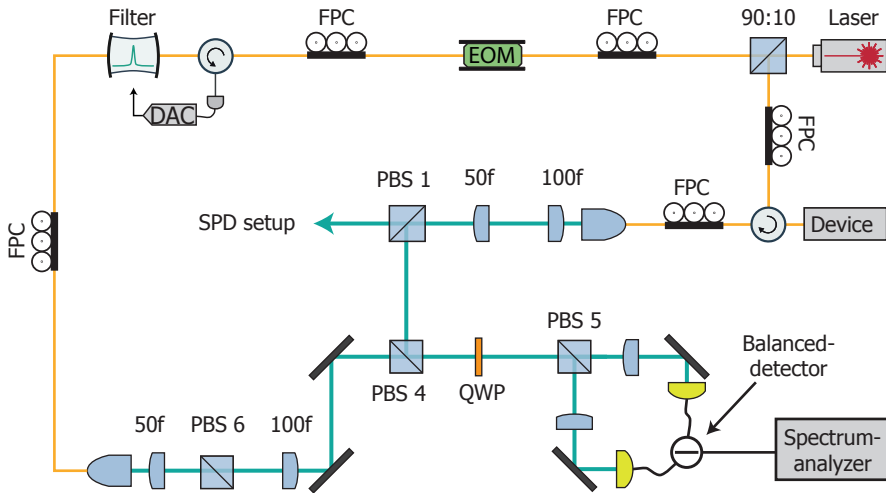 Filter
FPC
FPC
90:10
Laser
EOM
DAC
FPC
PBS 1
50f
100f
FPC
SPD setup
Device
FPC
PBS 5
Balanced-
detector
PBS 4
QWP
50f
PBS 6
100f
Spectrum-
analyzer